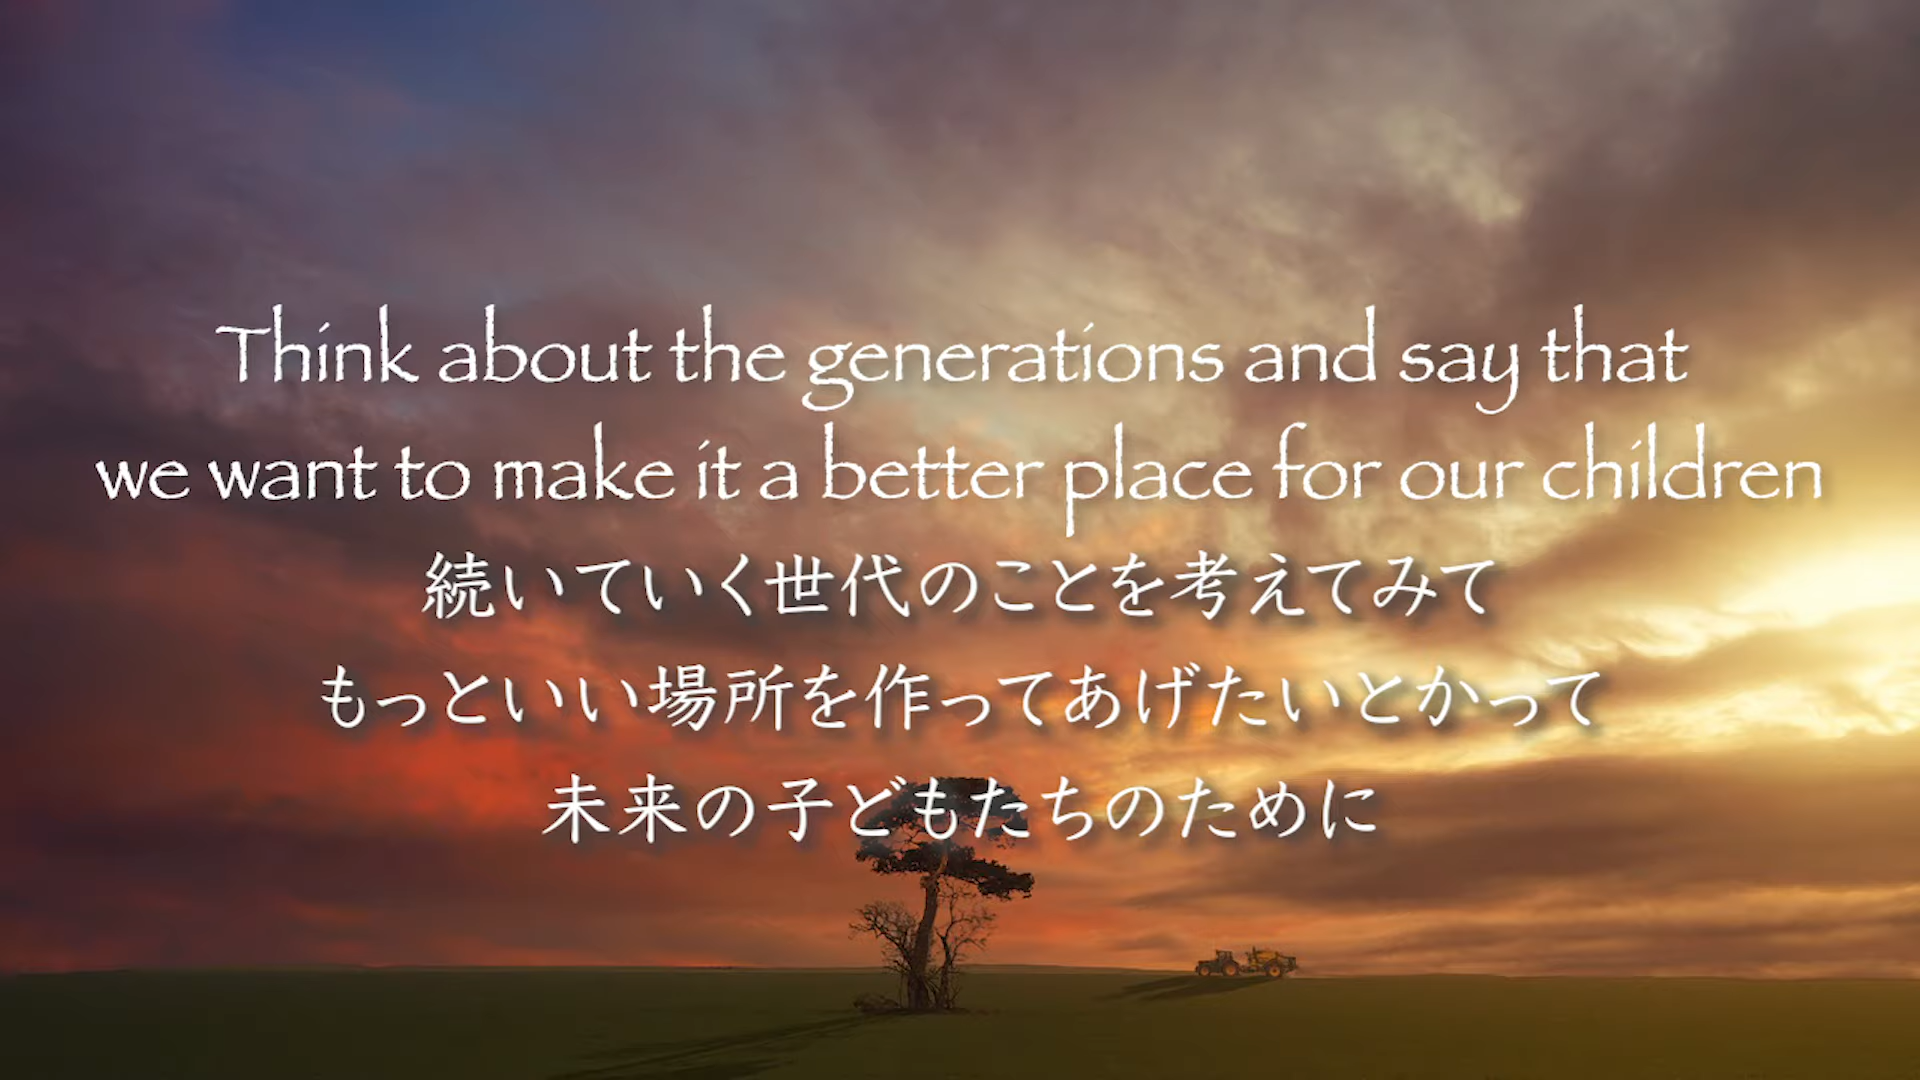 Think about the generations and say that
we want to make it a better place for our children
続いていく世代のことを考えてみて
もっといい場所を作ってあげたいとかって
未来の子どもたちのために